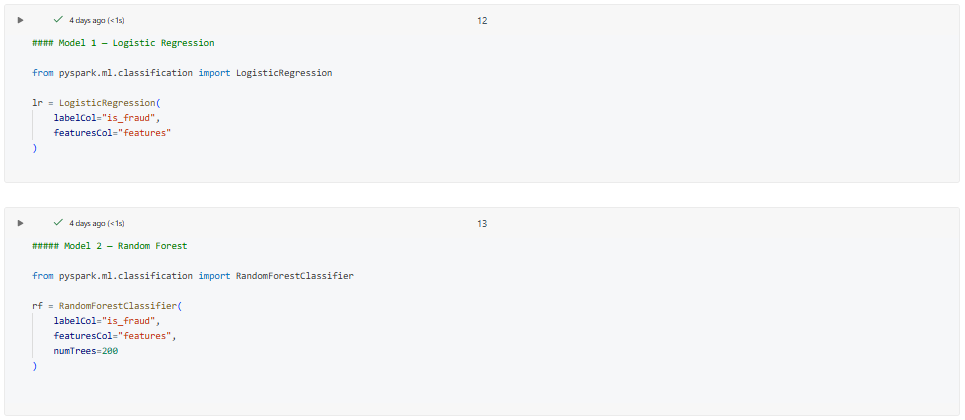 4 days ago (<1s)
12
#### Model 1 — Logistic Regression
from pyspark.ml.classification import LogisticRegression
lr = LogisticRegression(
    labelCol="is_fraud",
    featuresCol="features"
)
4 days ago (<1s)
13
##### Model 2 — Random Forest
from pyspark.ml.classification import RandomForestClassifier
rf = RandomForestClassifier(
    labelCol="is_fraud",
    featuresCol="features",
    numTrees=200
)